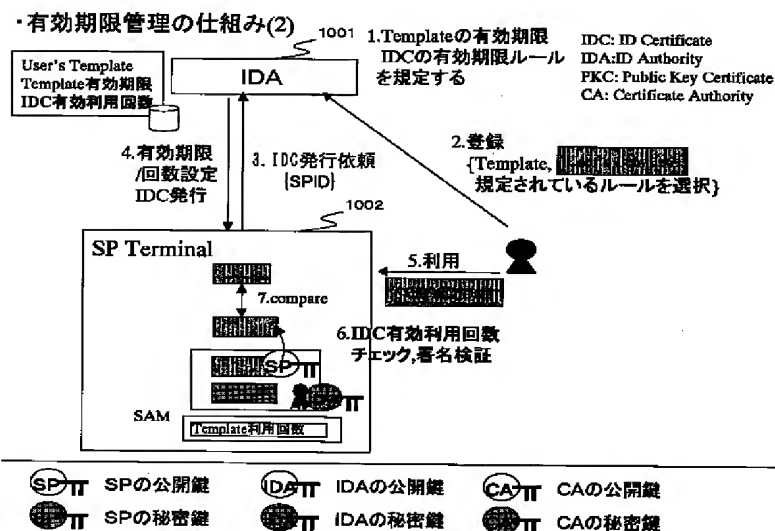 ・有効期限管理の仕組み(2)
1001
1.Templateの有効期限
IDCの有効期限ルール
を規定する
IDC: ID Certificate
IDA:ID Authority
PKC: Public Key Certificate
CA: Certificate Authority
User's Template
Template有効期限
IDC有効利用回数
IDA
2.登録
{Template,
規定されているルールを選択}
4.有効期限
/回数設定
IDC発行
3. IDC発行依頼
{SPID}
1002
SP Terminal
5.利用
7.compare
6.IDC有効利用回数
チェック,署名検証
SP
SAM
Template利用回数
SP SPの公開鍵
IDA IDAの公開鍵
CA CAの公開鍵
SPの秘密鍵
IDAの秘密鍵
CAの秘密鍵